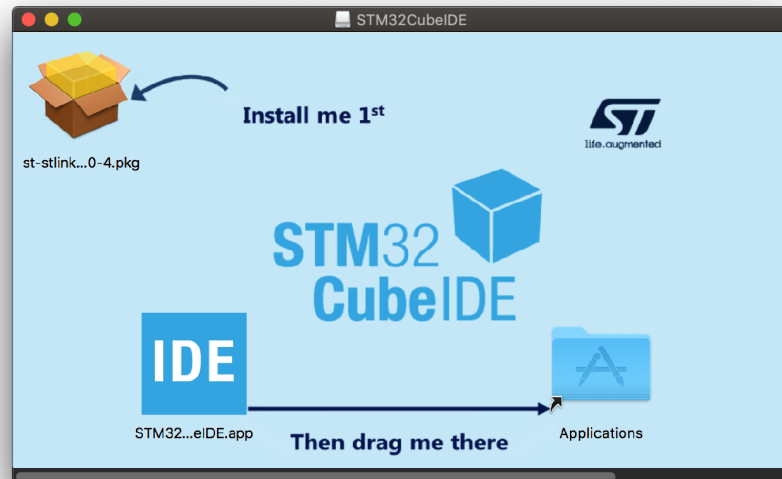 STM32CubeIDE
Install me 1st
st-stlink...0-4.pkg
ST
life.augmented
STM32
CubeIDE
IDE
STM32...eIDE.app
Then drag me there
Applications